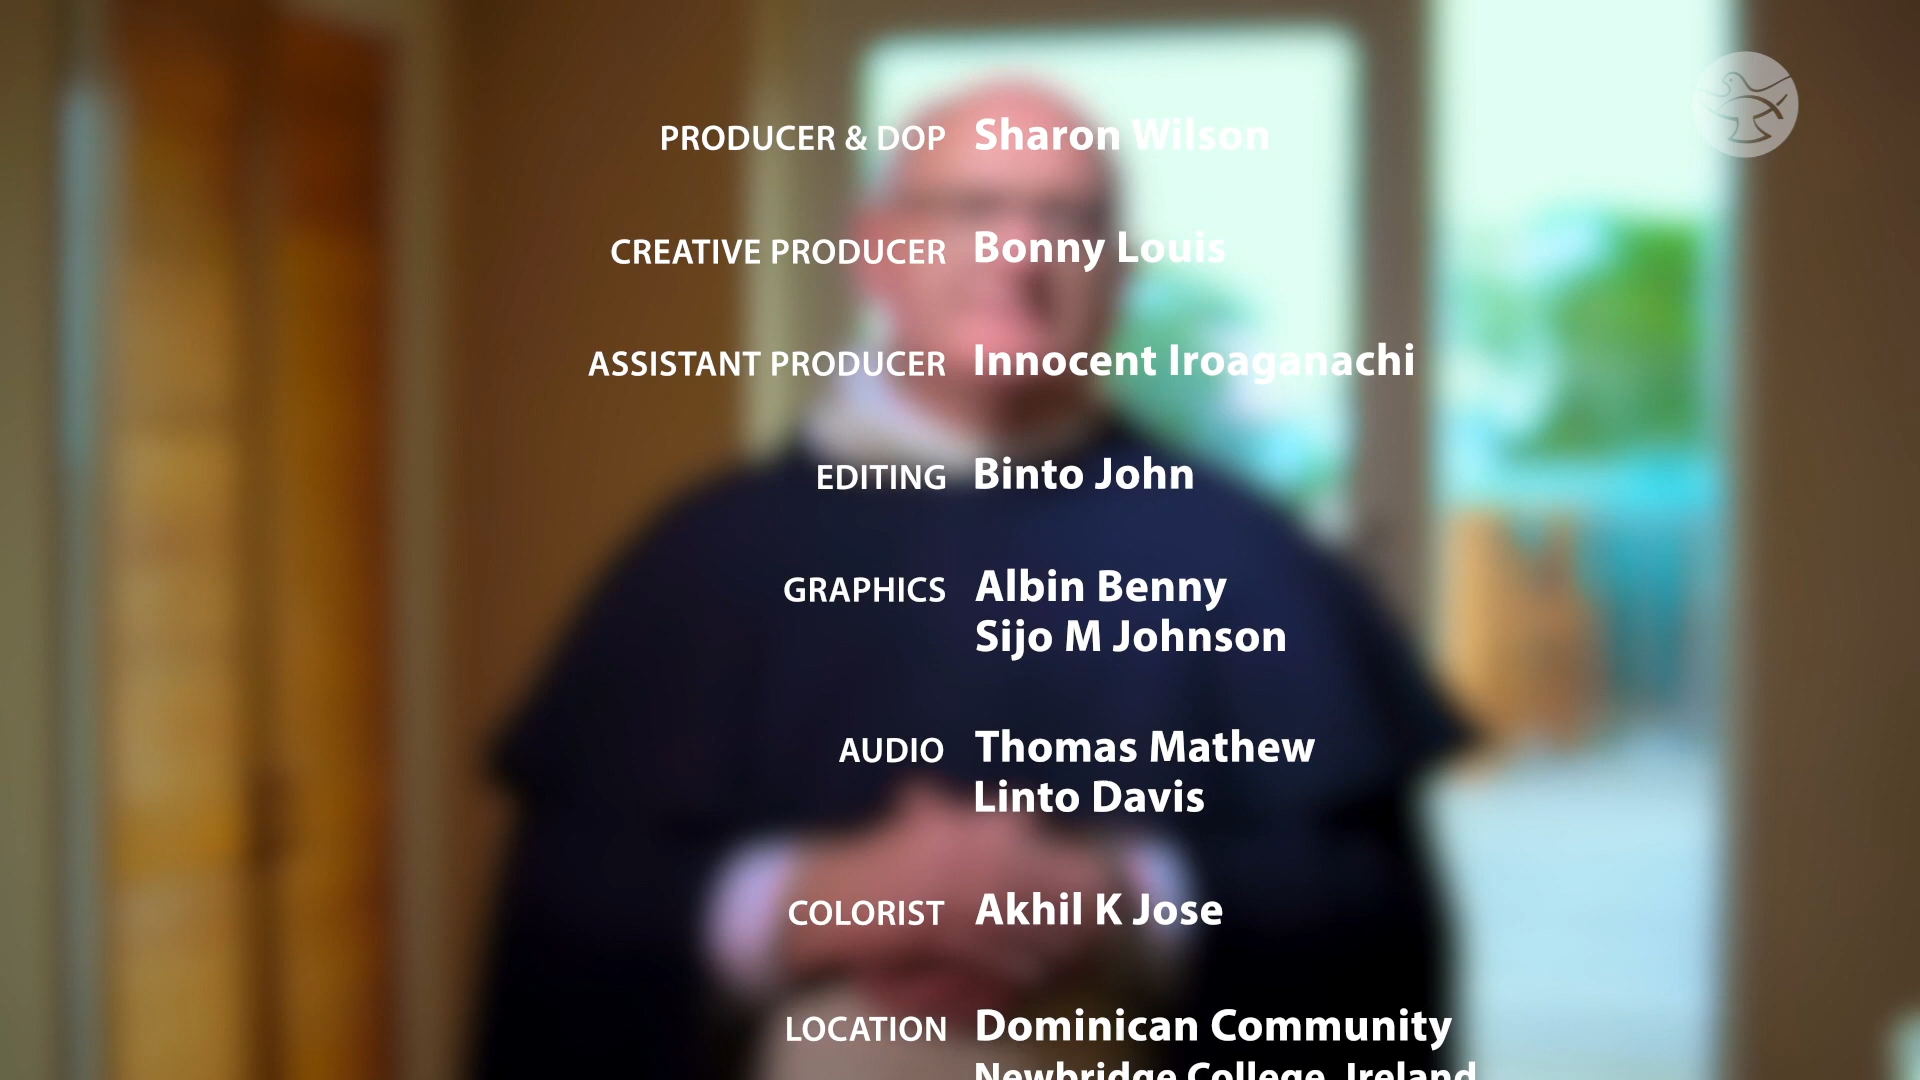 PRODUCER & DOP Sharon Wilson
CREATIVE PRODUCER Bonny Louis
ASSISTANT PRODUCER Innocent Iroaganachi
EDITING Binto John
GRAPHICS Albin Benny
Sijo M Johnson
AUDIO Thomas Mathew
Linto Davis
COLORIST Akhil K Jose
LOCATION Dominican Community
Newbridge College, Ireland